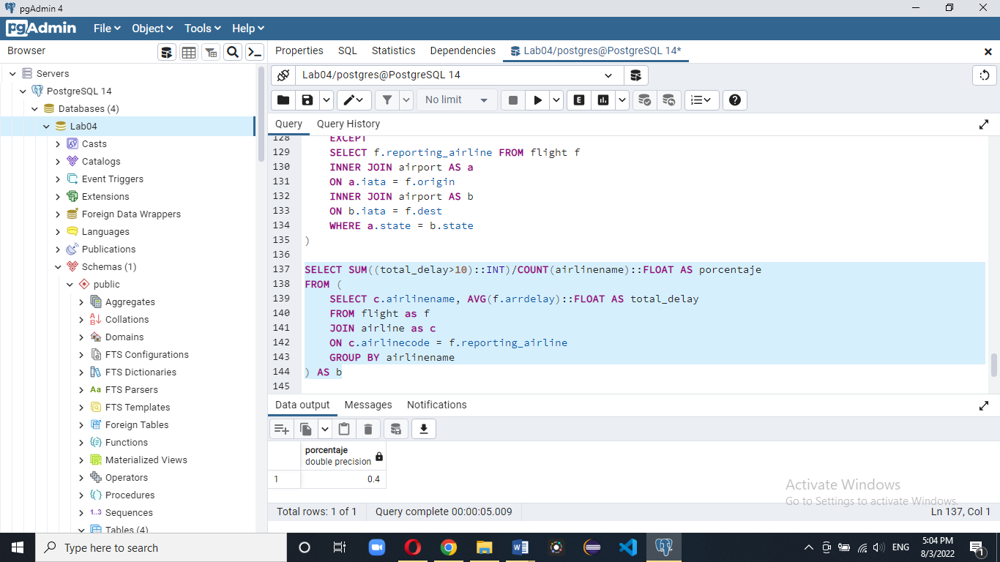 pgAdmin 4
pgAdmin File Object Tools Help
Browser
Properties SQL Statistics Dependencies Lab04/postgres@PostgreSQL 14*
Servers
PostgreSQL 14
Databases (4)
Lab04
Casts
Catalogs
Event Triggers
Extensions
Foreign Data Wrappers
Languages
Publications
Schemas (1)
public
Aggregates
Collations
Domains
FTS Configurations
FTS Dictionaries
Aa FTS Parsers
FTS Templates
Foreign Tables
Functions
Materialized Views
Operators
Procedures
1..3 Sequences
Tables (4)
Lab04/postgres@PostgreSQL 14
No limit
E
Query Query History
128 EXCEPT
129 SELECT f.reporting_airline FROM flight f
130 INNER JOIN airport AS a
131 ON a.iata = f.origin
132 INNER JOIN airport AS b
133 ON b.iata = f.dest
134 WHERE a.state = b.state
135 )
136
137 SELECT SUM((total_delay>10)::INT)/COUNT(airlinename)::FLOAT AS porcentaje
138 FROM (
139 SELECT c.airlinename, AVG(f.arrdelay)::FLOAT AS total_delay
140 FROM flight as f
141 JOIN airline as c
142 ON c.airlinecode = f.reporting_airline
143 GROUP BY airlinename
144 ) AS b
145
Data output Messages Notifications
porcentaje
double precision
1 0.4
Activate Windows
Go to Settings to activate Windows.
Total rows: 1 of 1 Query complete 00:00:05.009 Ln 137, Col 1
Type here to search
ENG
5:04 PM
8/3/2022
1